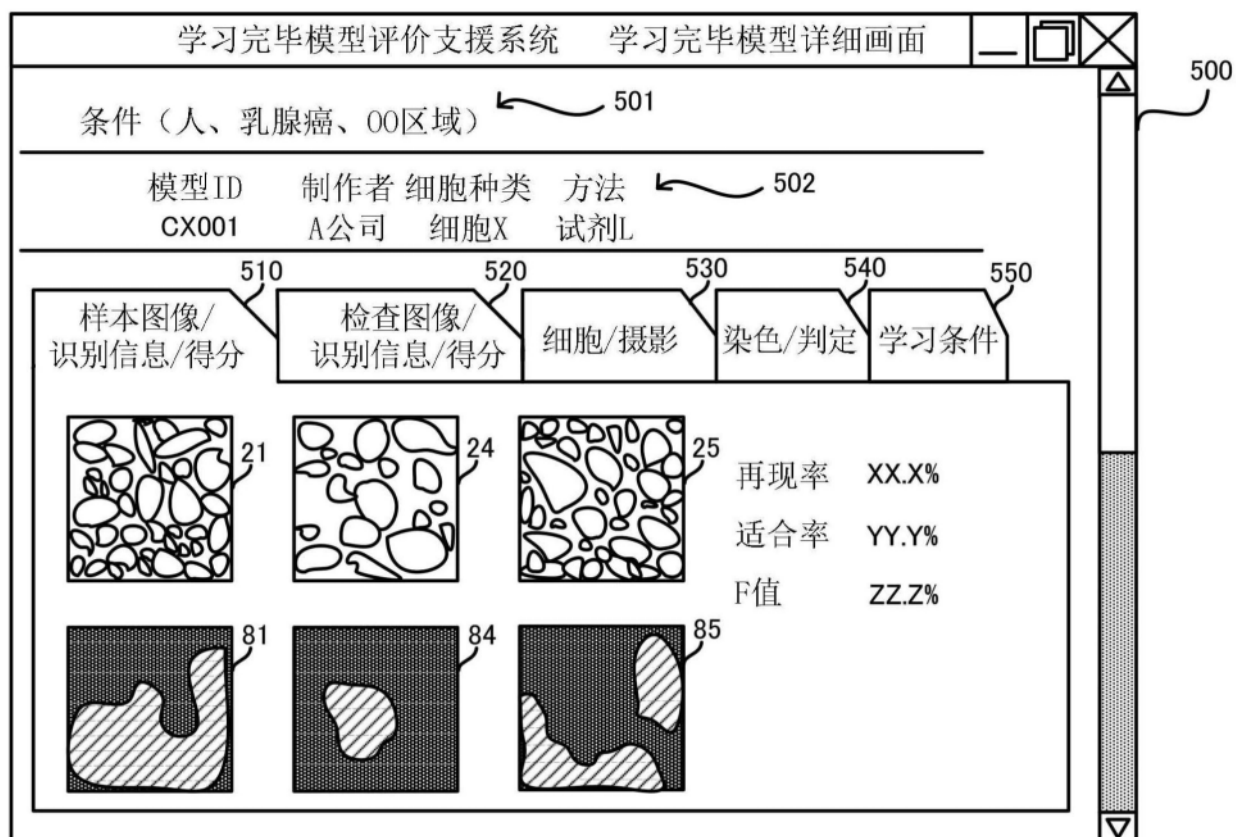 学习完毕模型评价支援系统 学习完毕模型详细画面
500
条件（人、乳腺癌、OO区域）
501
模型ID 制作者 细胞种类 方法
502
CX001 A公司 细胞X 试剂L
510 520 530 540 550
样本图像/
识别信息/得分
检查图像/
识别信息/得分
细胞/摄影
染色/判定
学习条件
21 24 25
再现率 XX.X%
适合率 YY.Y%
F值 ZZ.Z%
81 84 85